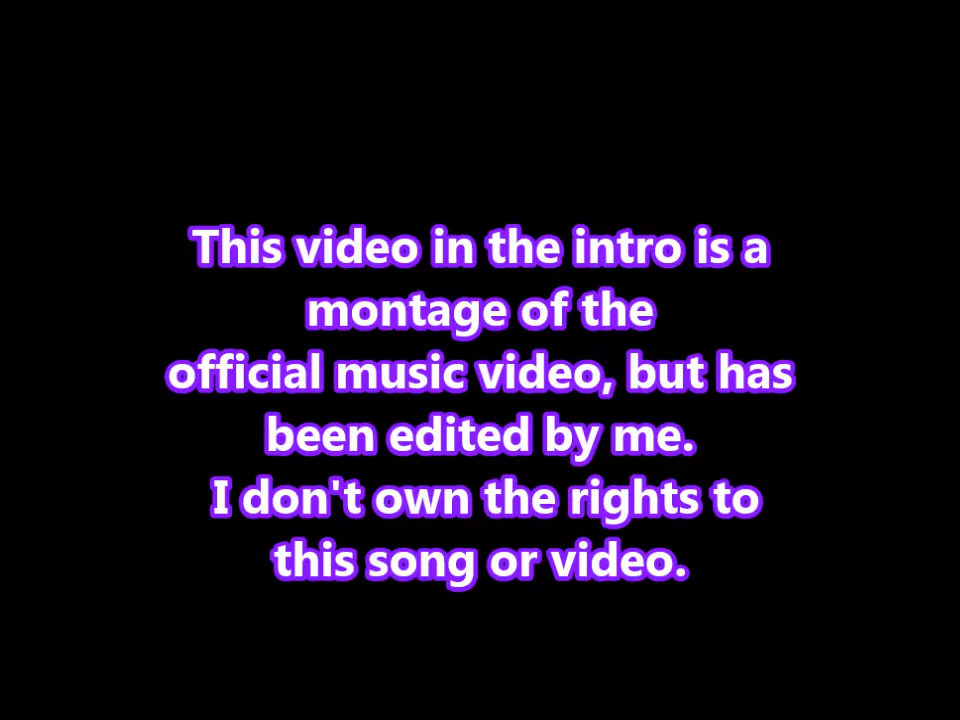 This video in the intro is a
montage of the
official music video, but has
been edited by me.
I don't own the rights to
this song or video.